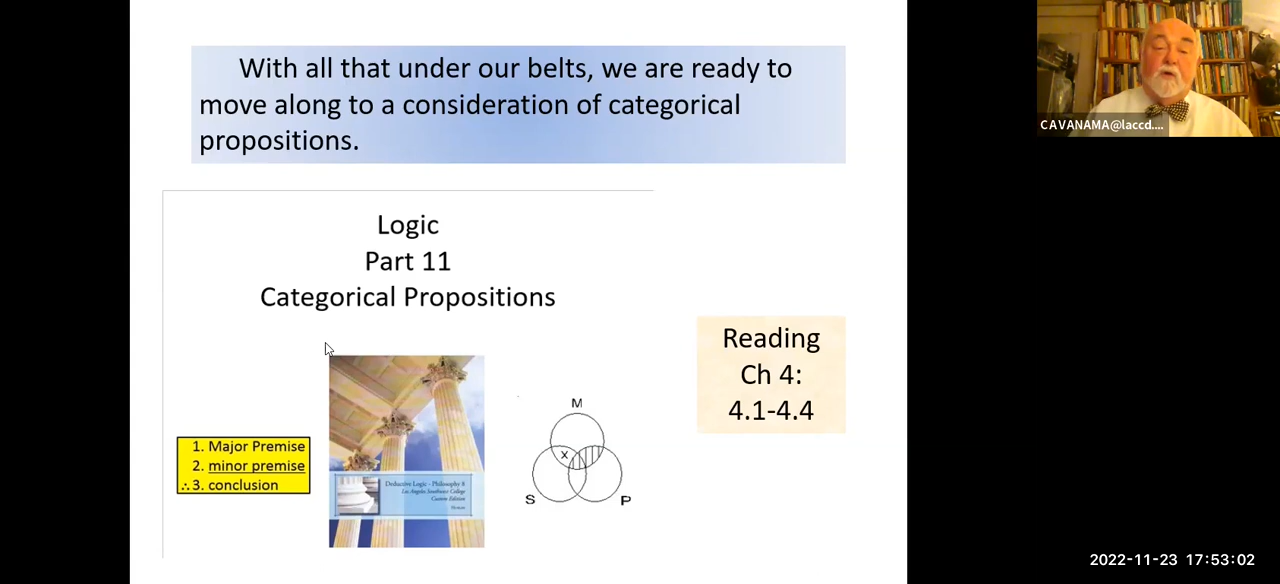 With all that under our belts, we are ready to
move along to a consideration of categorical
propositions.
CAVANAMA@laccd....
Logic
Part 11
Categorical Propositions
Reading
Ch 4:
4.1-4.4
1. Major Premise
2. minor premise
∴3. conclusion
Deductive Logic - Philosophy 8
Los Angeles Southwest College
Custom Edition
M
x
S
P
2022-11-23 17:53:02